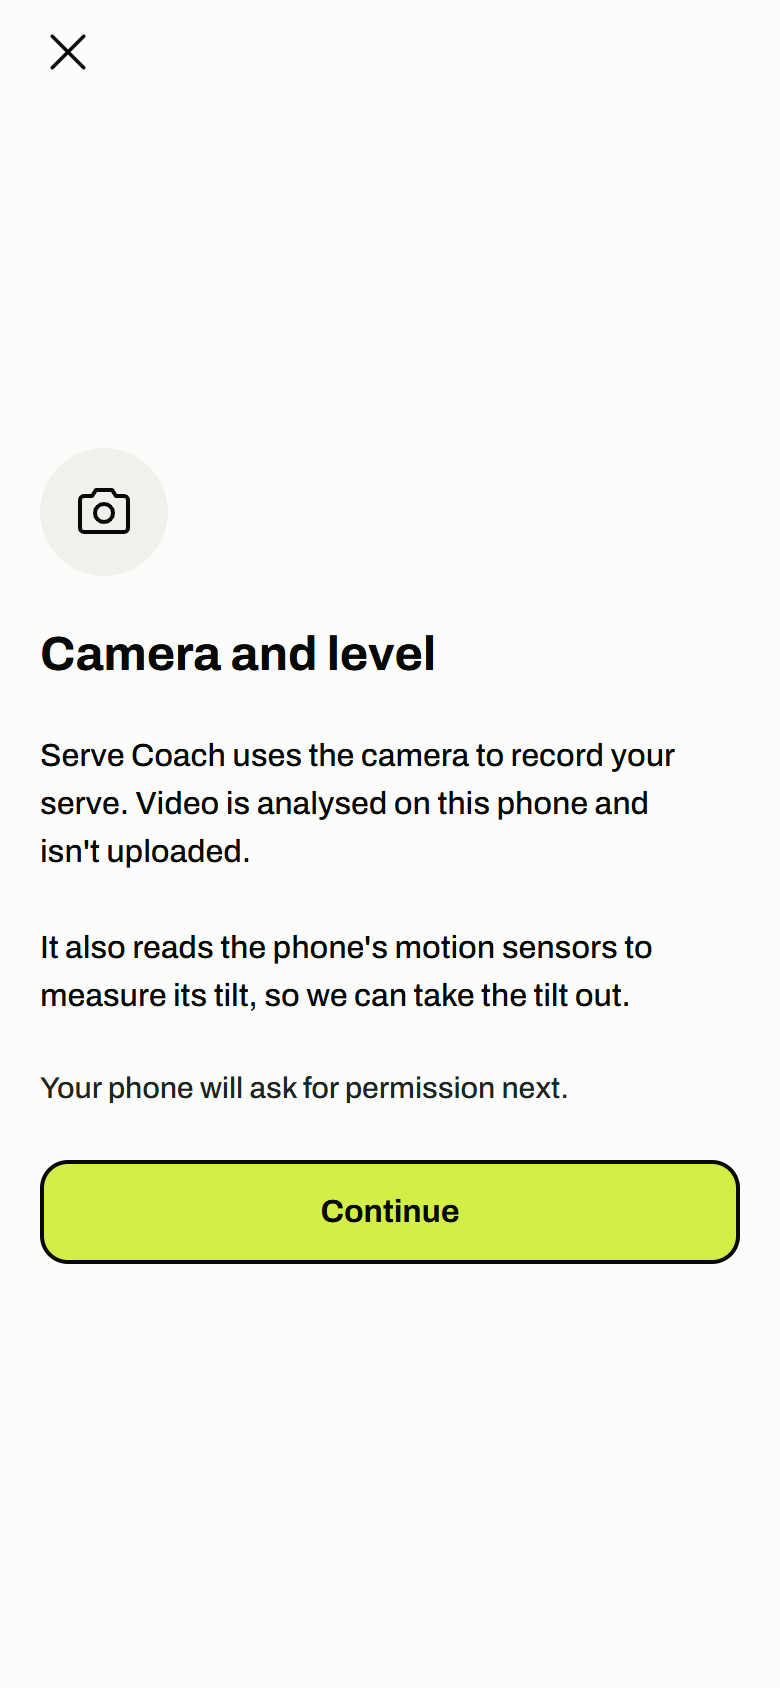 Camera and level
Serve Coach uses the camera to record your
serve. Video is analysed on this phone and
isn't uploaded.
It also reads the phone's motion sensors to
measure its tilt, so we can take the tilt out.
Your phone will ask for permission next.
Continue